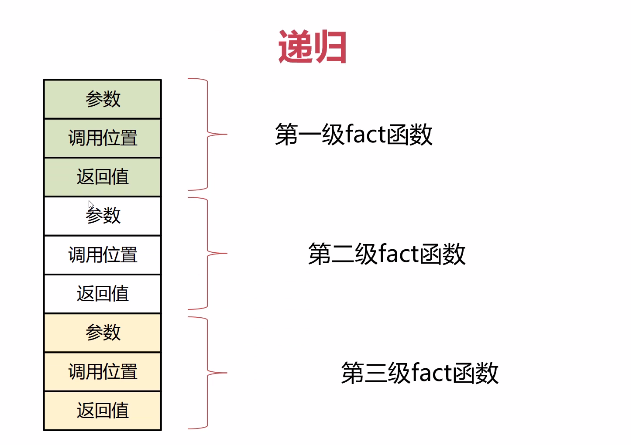 递归
参数
调用位置
返回值
第一级fact函数
参数
调用位置
返回值
第二级fact函数
参数
调用位置
返回值
第三级fact函数